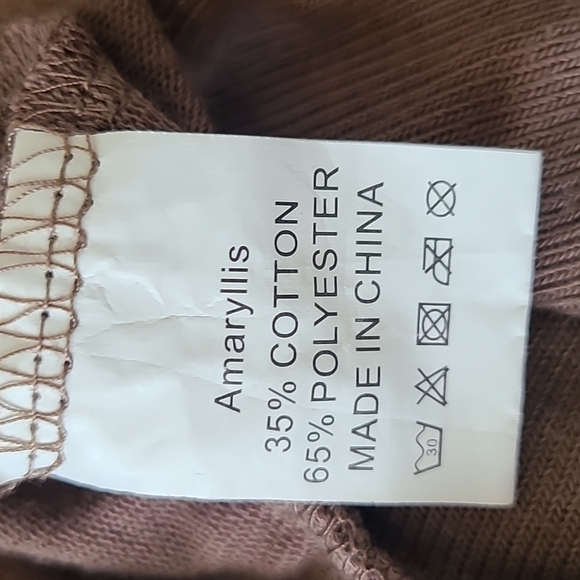 Amaryllis
35% COTTON
65% POLYESTER
MADE IN CHINA
30